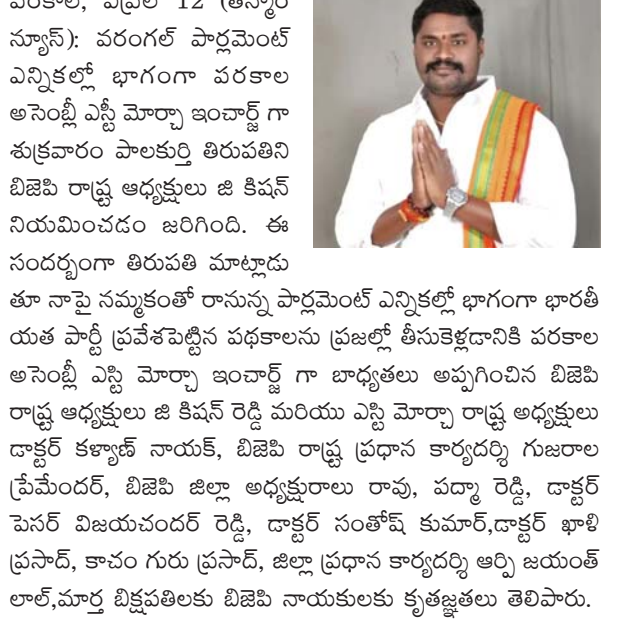 పరకాల, ఏప్రిల్ 12 (తన్మార్
న్యూస్): వరంగల్ పార్లమెంట్
ఎన్నికల్లో భాగంగా పరకాల
అసెంబ్లీ ఎస్టీ మోర్చా ఇంచార్జ్ గా
శుక్రవారం పాలకుర్తి తిరుపతిని
బిజెపి రాష్ట్ర ఆధ్యక్షులు జి కిషన్
నియమించడం జరిగింది. ఈ
సందర్భంగా తిరుపతి మాట్లాడు
తూ నాపై నమ్మకంతో రానున్న పార్లమెంట్ ఎన్నికల్లో భాగంగా భారతీ
యత పార్టీ ప్రవేశపెట్టిన పథకాలను ప్రజల్లో తీసుకెళ్లడానికి పరకాల
అసెంబ్లీ ఎస్టి మోర్చా ఇంచార్జ్ గా బాధ్యతలు అప్పగించిన బిజెపి
రాష్ట్ర ఆధ్యక్షులు జి కిషన్ రెడ్డి మరియు ఎస్టి మోర్చా రాష్ట్ర అధ్యక్షులు
డాక్టర్ కళ్యాణ్ నాయక్, బిజెపి రాష్ట్ర ప్రధాన కార్యదర్శి గుజరాల
ప్రేమేందర్, బిజెపి జిల్లా అధ్యక్షురాలు రావు, పద్మా రెడ్డి, డాక్టర్
పెసర్ విజయచందర్ రెడ్డి, డాక్టర్ సంతోష్ కుమార్,డాక్టర్ ఖాళి
ప్రసాద్, కాచం గురు ప్రసాద్, జిల్లా ప్రధాన కార్యదర్శి ఆర్పి జయంత్
లాల్,మార్త బిక్షపతిలకు బిజెపి నాయకులకు కృతజ్ఞతలు తెలిపారు.